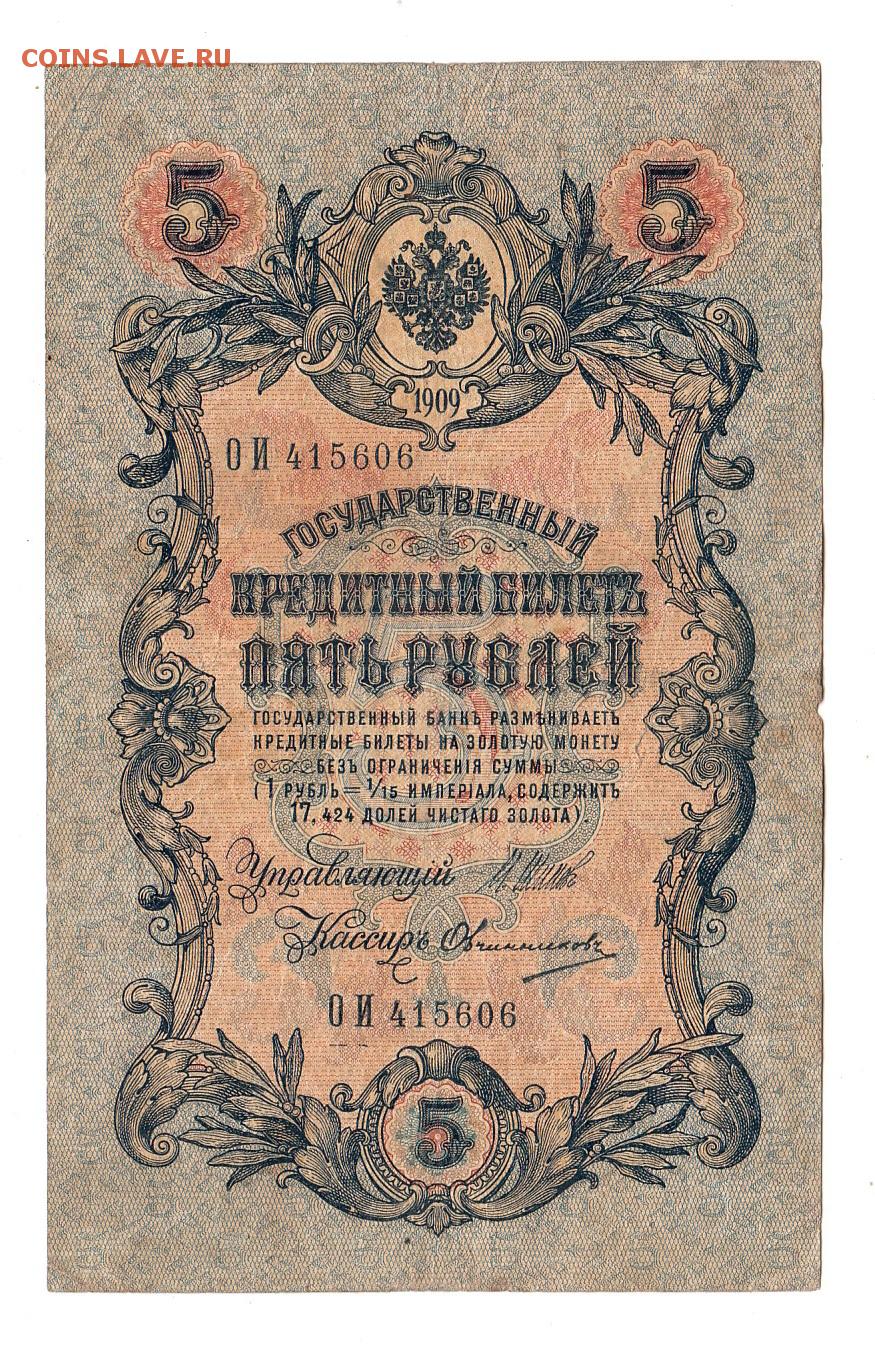 COINS.LAVE.RU
5 5
1909
ОИ 415606
ГОСУДАРСТВЕННЫЙ
КРЕДИТНЫЙ БИЛЕТЪ
ПЯТЬ РУБЛЕЙ
ГОСУДАРСТВЕННЫЙ БАНКЪ РАЗМѢНИВАЕТЪ
КРЕДИТНЫЕ БИЛЕТЫ НА ЗОЛОТУЮ МОНЕТУ
БЕЗЪ ОГРАНИЧЕНІЯ СУММЫ
(1 РУБЛЬ = 1/15 ИМПЕРІАЛА, СОДЕРЖИТЪ
17,424 ДОЛЕЙ ЧИСТАГО ЗОЛОТА)
Управляющій
Кассиръ Овчинниковъ
ОИ 415606
5